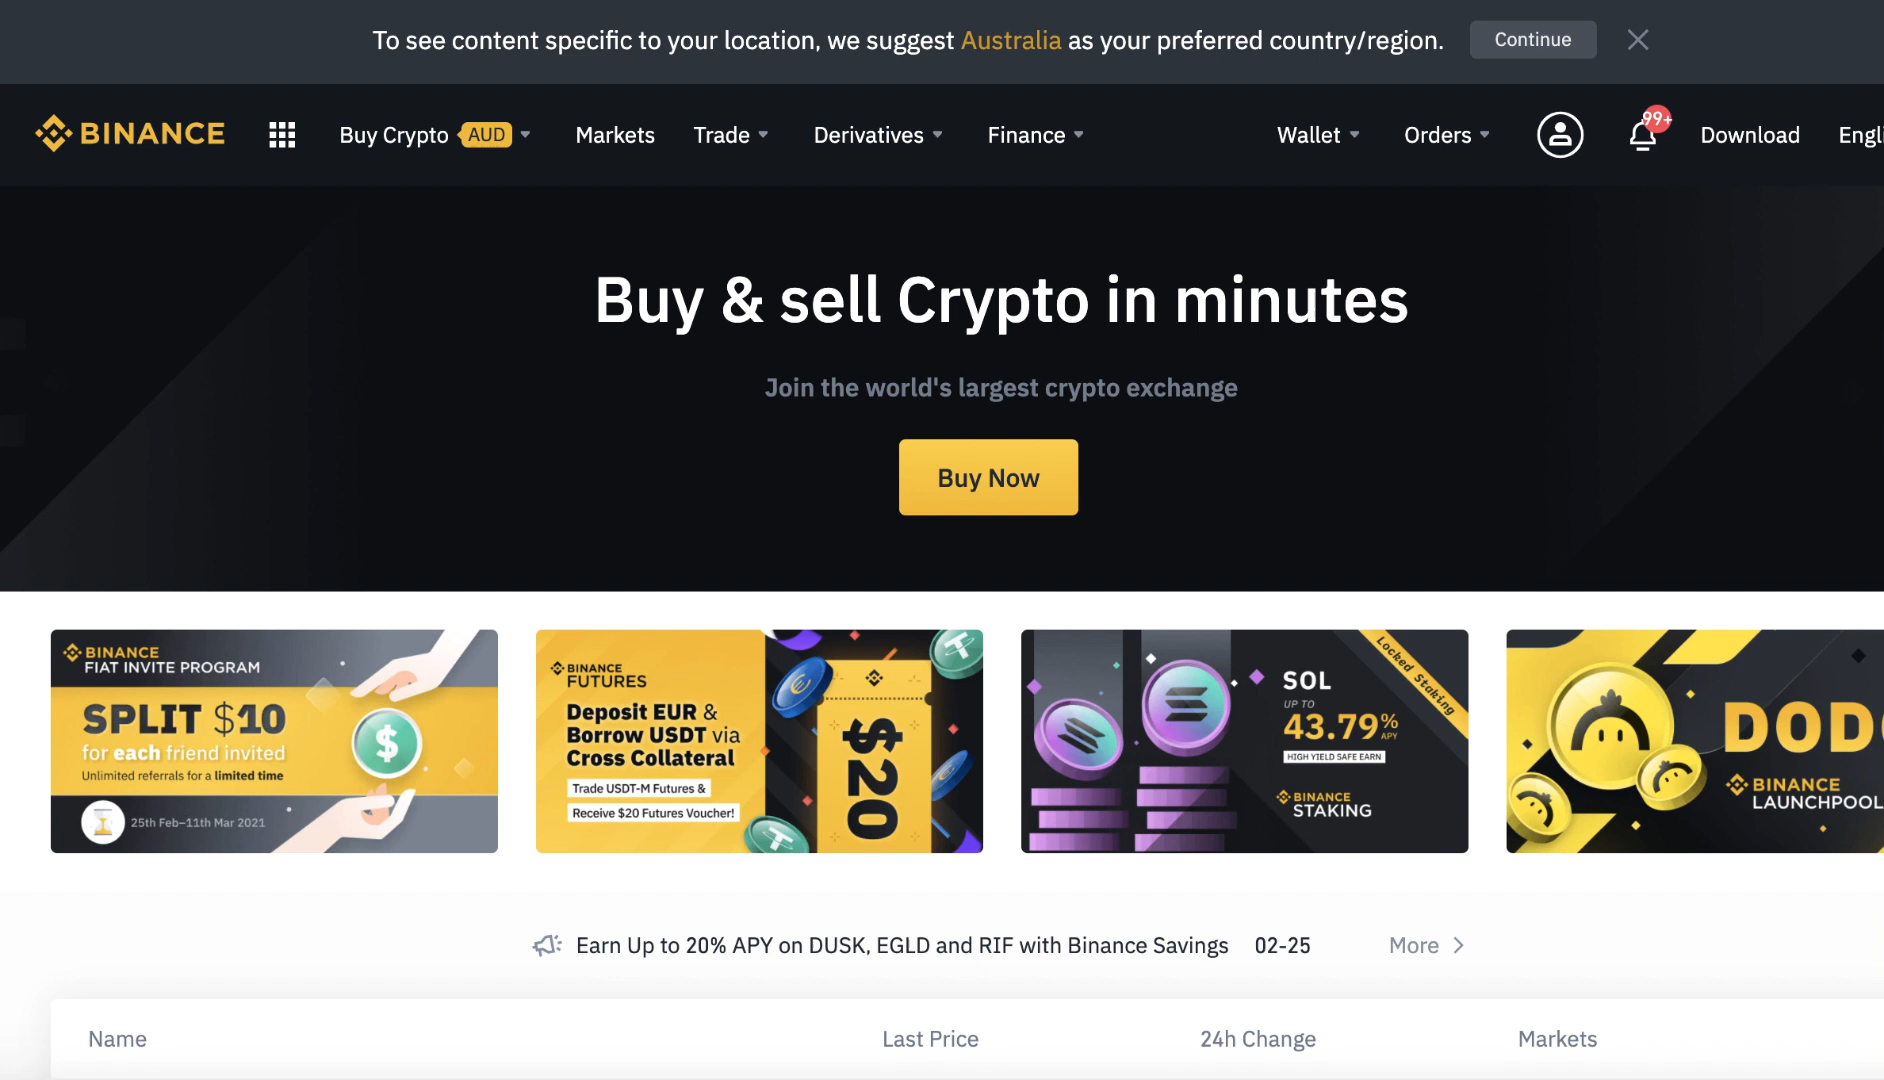 To see content specific to your location, we suggest Australia as your preferred country/region. Continue
BINANCE Buy Crypto AUD Markets Trade Derivatives Finance Wallet Orders 99+ Download Engli
Buy & sell Crypto in minutes
Join the world's largest crypto exchange
Buy Now
BINANCE
FIAT INVITE PROGRAM
SPLIT $10
for each friend invited
Unlimited referrals for a limited time
25th Feb–11th Mar 2021
BINANCE
FUTURES
Deposit EUR &
Borrow USDT via
Cross Collateral
Trade USDT-M Futures &
Receive $20 Futures Voucher!
$20
Locked Staking
SOL
UP TO
43.79% APY
HIGH YIELD SAFE EARN
BINANCE
STAKING
DODO
BINANCE
LAUNCHPOOL
Earn Up to 20% APY on DUSK, EGLD and RIF with Binance Savings 02-25 More
Name Last Price 24h Change Markets